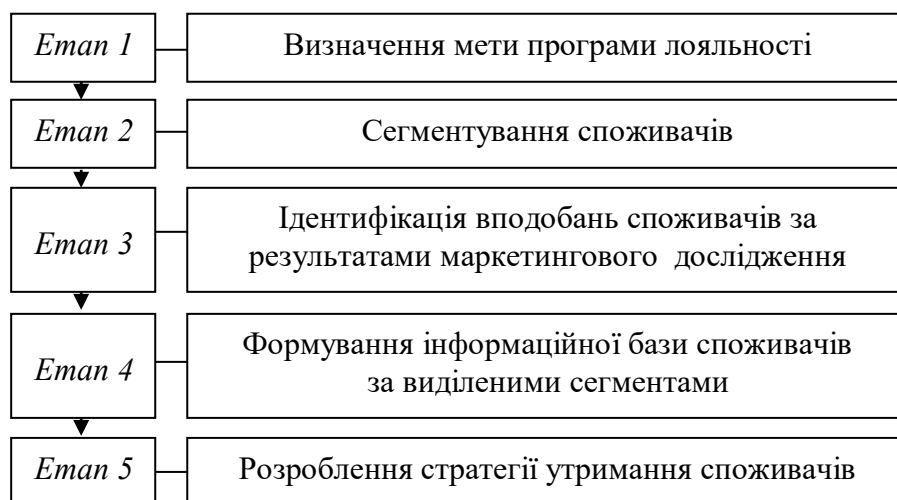 Етап 1
Визначення мети програми лояльності
Етап 2
Сегментування споживачів
Етап 3
Ідентифікація вподобань споживачів за
результатами маркетингового дослідження
Етап 4
Формування інформаційної бази споживачів
за виділеними сегментами
Етап 5
Розроблення стратегії утримання споживачів